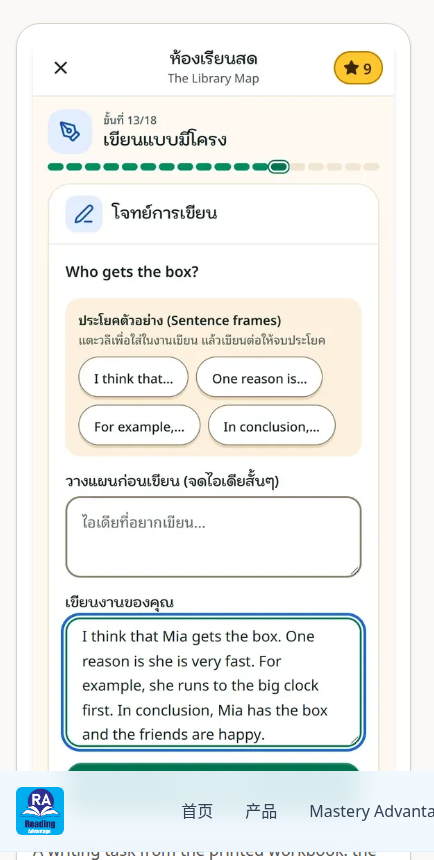 ห้องเรียนสด
The Library Map
9
ขั้นที่ 13/18
เขียนแบบมีโครง
โจทย์การเขียน
Who gets the box?
ประโยคตัวอย่าง (Sentence frames)
แตะวลีเพื่อใส่ในงานเขียน แล้วเขียนต่อให้จบประโยค
I think that...
One reason is...
For example,...
In conclusion,...
วางแผนก่อนเขียน (จดไอเดียสั้นๆ)
ไอเดียที่อยากเขียน...
เขียนงานของคุณ
I think that Mia gets the box. One
reason is she is very fast. For
example, she runs to the big clock
first. In conclusion, Mia has the box
and the friends are happy.
RA
Reading
Advantage
首页
产品
Mastery Advanta
A writing task from the printed workbook: the